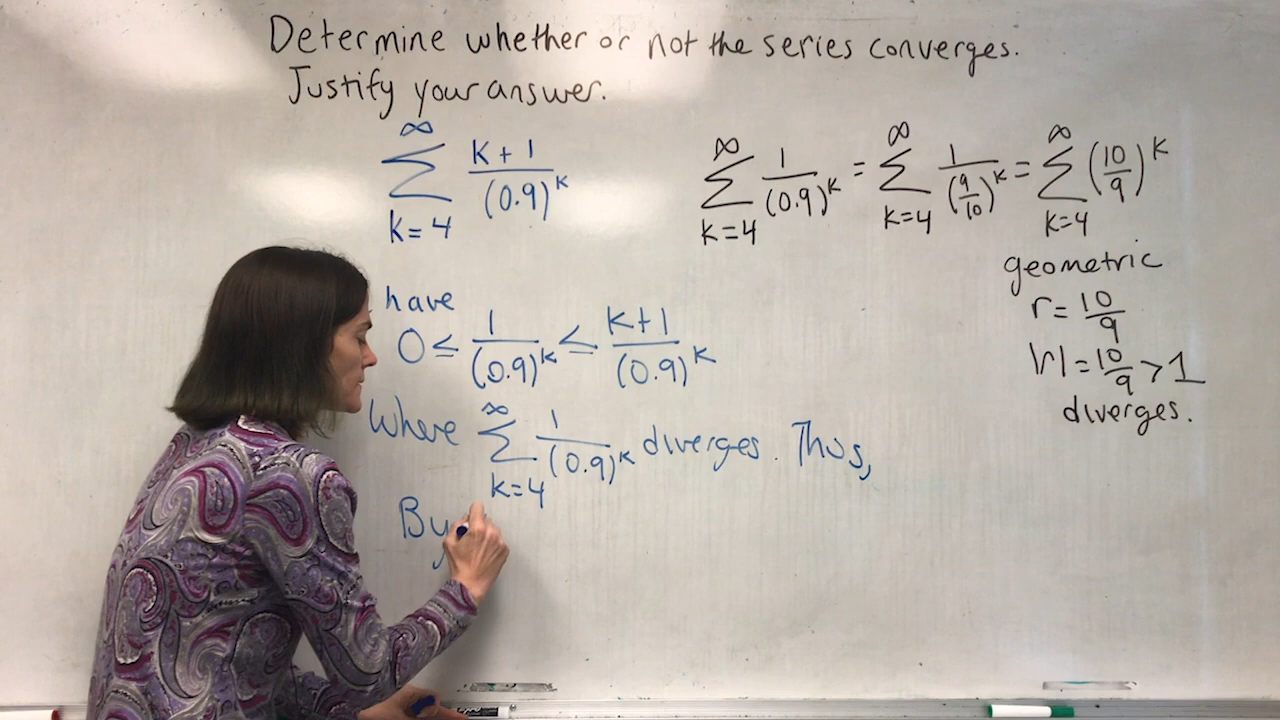 Determine whether or not the series converges.
Justify your answer.
∞ ∑ k=4 k+1/(0.9)^k
∞ ∑ k=4 1/(0.9)^k = ∞ ∑ k=4 1/(9/10)^k = ∞ ∑ k=4 (10/9)^k
geometric
r = 10/9
|r| = 10/9 > 1
diverges.
have
0 ≤ 1/(0.9)^k ≤ k+1/(0.9)^k
Where ∞ ∑ k=4 1/(0.9)^k diverges. Thus,
By